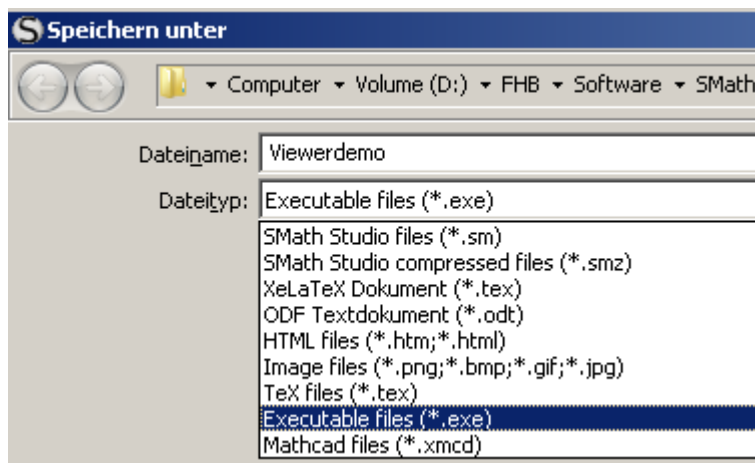 Speichern unter
Computer Volume (D:) FHB Software SMath
Dateiname: Viewerdemo
Dateityp: Executable files (*.exe)
SMath Studio files (*.sm)
SMath Studio compressed files (*.smz)
XeLaTeX Dokument (*.tex)
ODF Textdokument (*.odt)
HTML files (*.htm;*.html)
Image files (*.png;*.bmp;*.gif;*.jpg)
TeX files (*.tex)
Executable files (*.exe)
Mathcad files (*.xmcd)